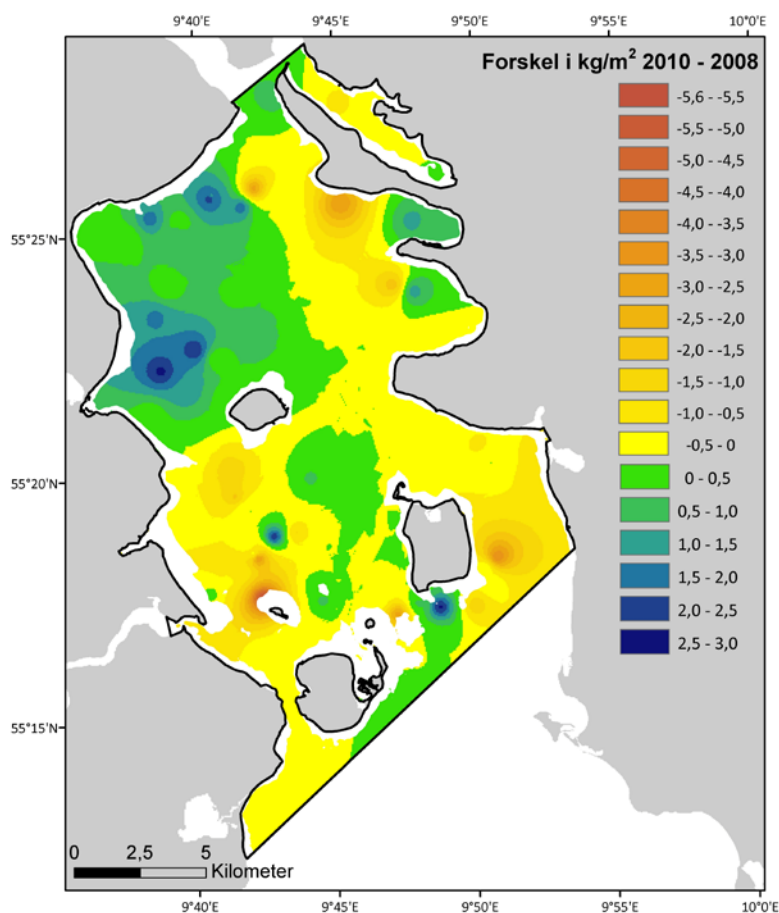 9°40'E 9°45'E 9°50'E 9°55'E 10°0'E
Forskel i kg/m² 2010 - 2008
-5,6 - -5,5
-5,5 - -5,0
-5,0 - -4,5
-4,5 - -4,0
-4,0 - -3,5
-3,5 - -3,0
-3,0 - -2,5
-2,5 - -2,0
-2,0 - -1,5
-1,5 - -1,0
-1,0 - -0,5
-0,5 - 0
0 - 0,5
0,5 - 1,0
1,0 - 1,5
1,5 - 2,0
2,0 - 2,5
2,5 - 3,0
55°25'N
55°20'N
55°15'N
0 2,5 5
Kilometer
9°40'E 9°45'E 9°50'E 9°55'E 10°0'E